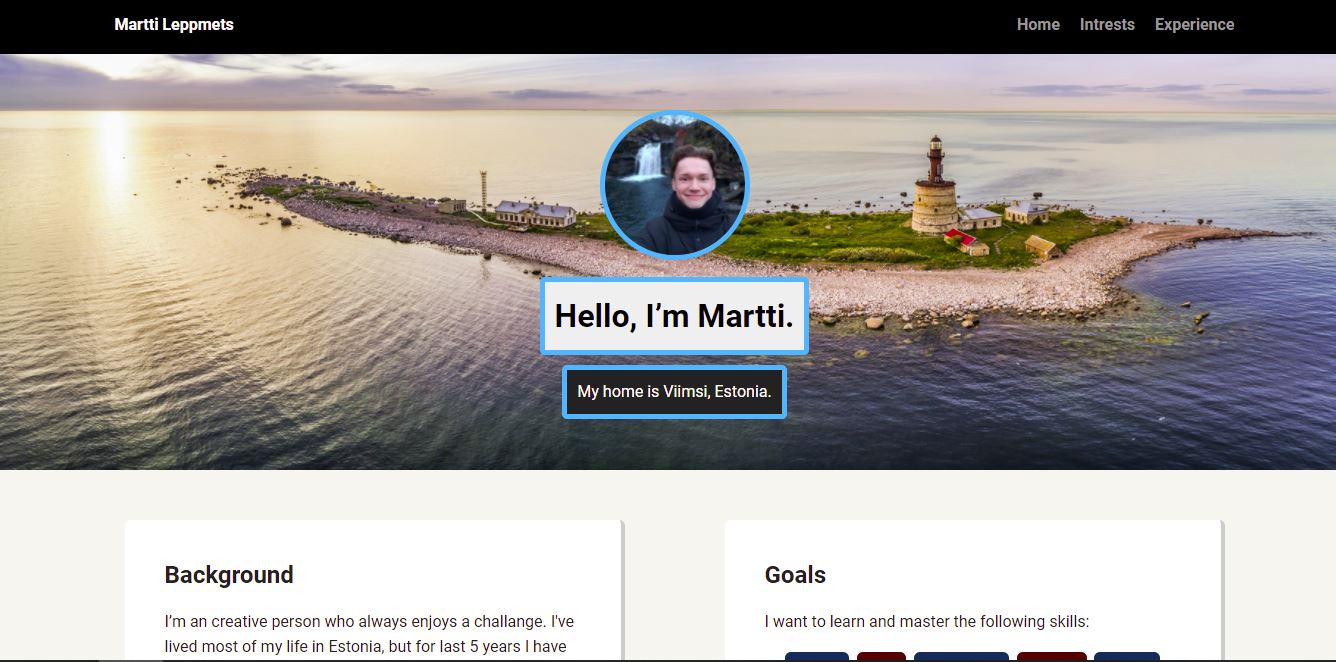 Martti Leppmets
Home Intrests Experience
Hello, I’m Martti.
My home is Viimsi, Estonia.
Background
I’m an creative person who always enjoys a challange. I've
lived most of my life in Estonia, but for last 5 years I have
Goals
I want to learn and master the following skills: